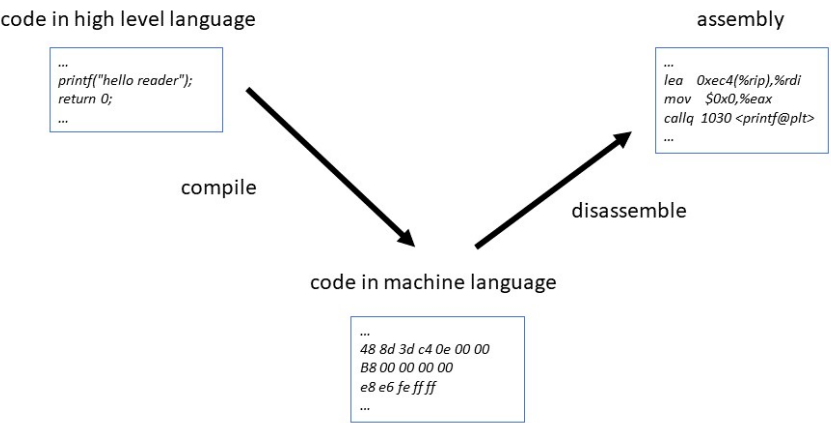 code in high level language
...
printf("hello reader");
return 0;
...
compile
code in machine language
...
48 8d 3d c4 0e 00 00
B8 00 00 00 00
e8 e6 fe ff ff
...
disassemble
assembly
...
lea 0xec4(%rip),%rdi
mov $0x0,%eax
callq 1030 <printf@plt>
...